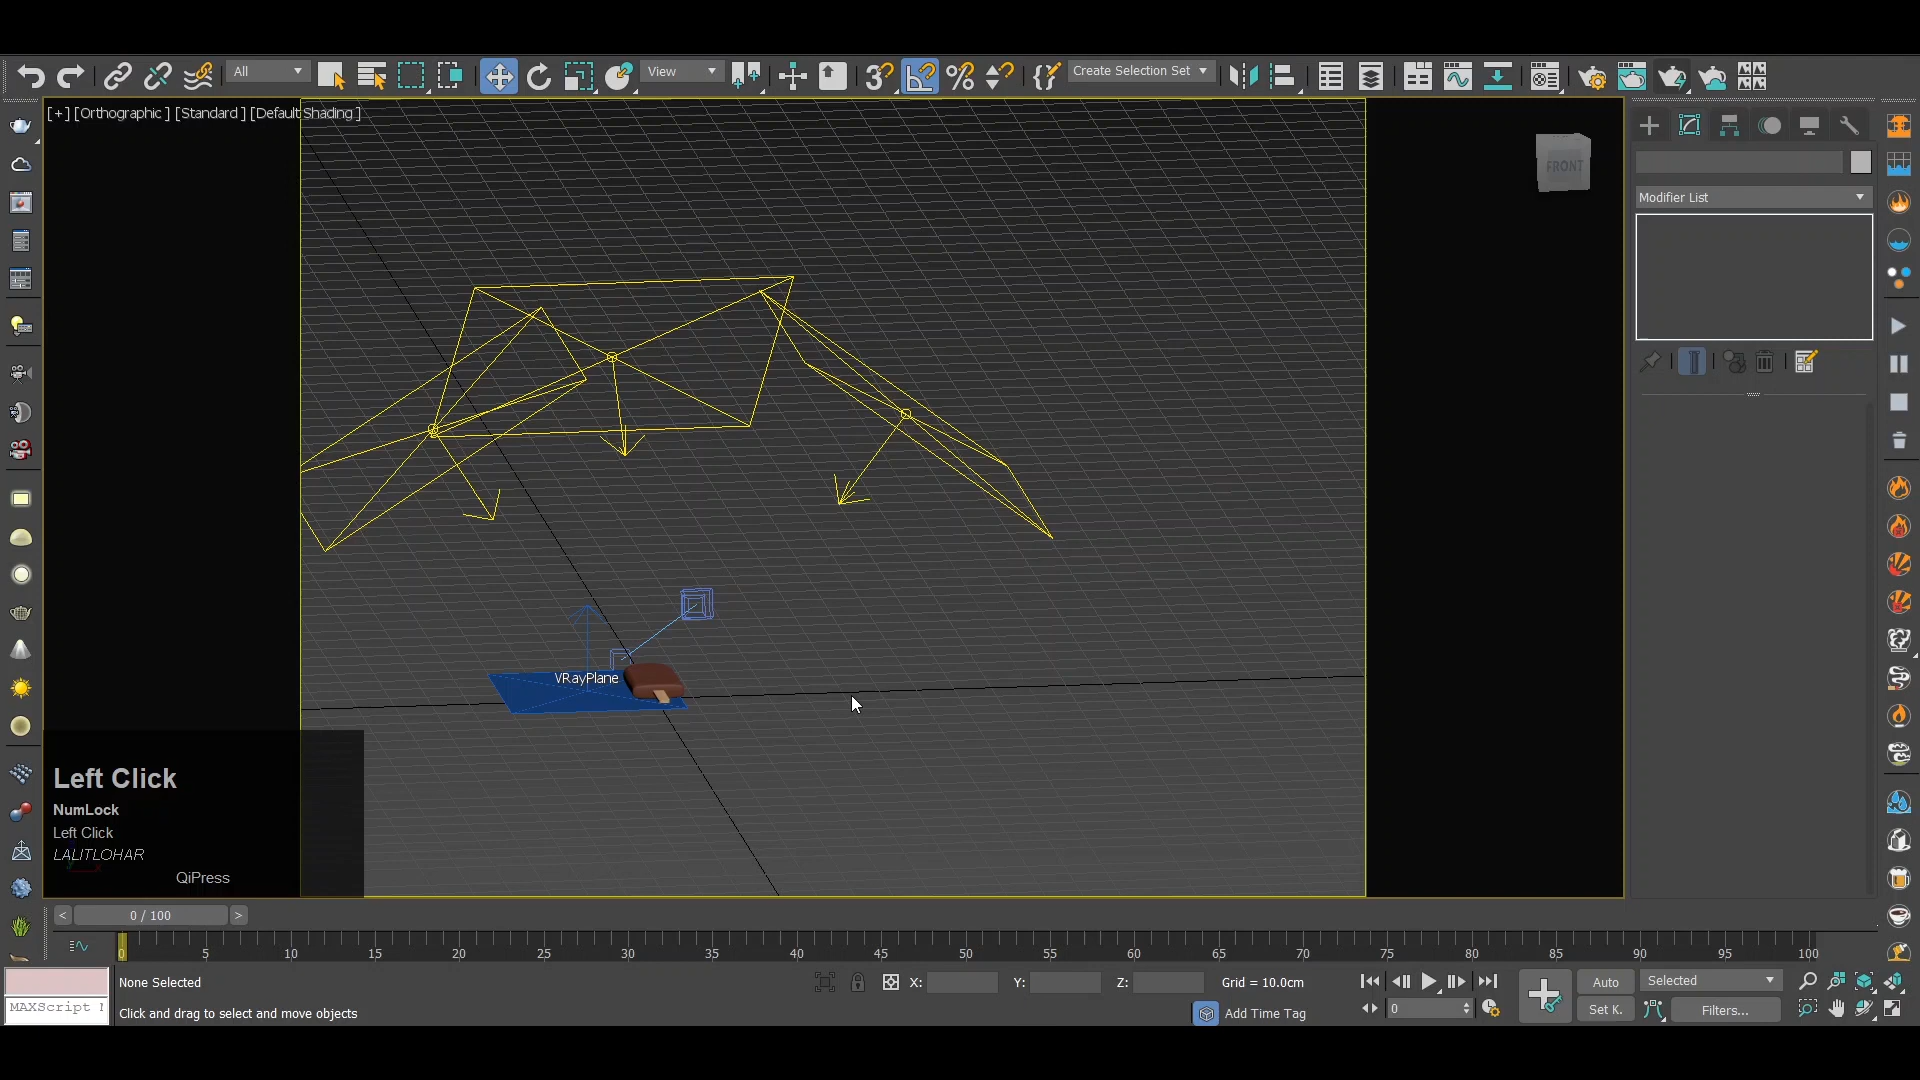 All
View
Create Selection Set
[+] [Orthographic ] [Standard ] [Default Shading ]
FRONT
Modifier List
VRayPlane
Left Click
NumLock
Left Click
LALITLOHAR
QiPress
< 0 / 100 >
0 5 10 15 20 25 30 35 40 45 50 55 60 65 70 75 80 85 90 95 100
None Selected
X: Y: Z: Grid = 10.0cm
Auto
Selected
MAXScript
Click and drag to select and move objects
Add Time Tag
0
Set K.
Filters...